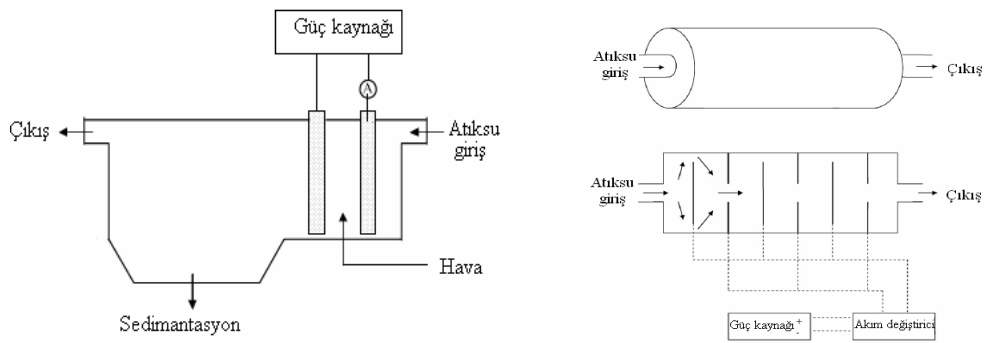 Güç kaynağı
A
Çıkış
Atıksu
giriş
Hava
Sedimantasyon
Atıksu
giriş
Çıkış
Atıksu
giriş
Çıkış
Güç kaynağı + -
Akım değiştirici